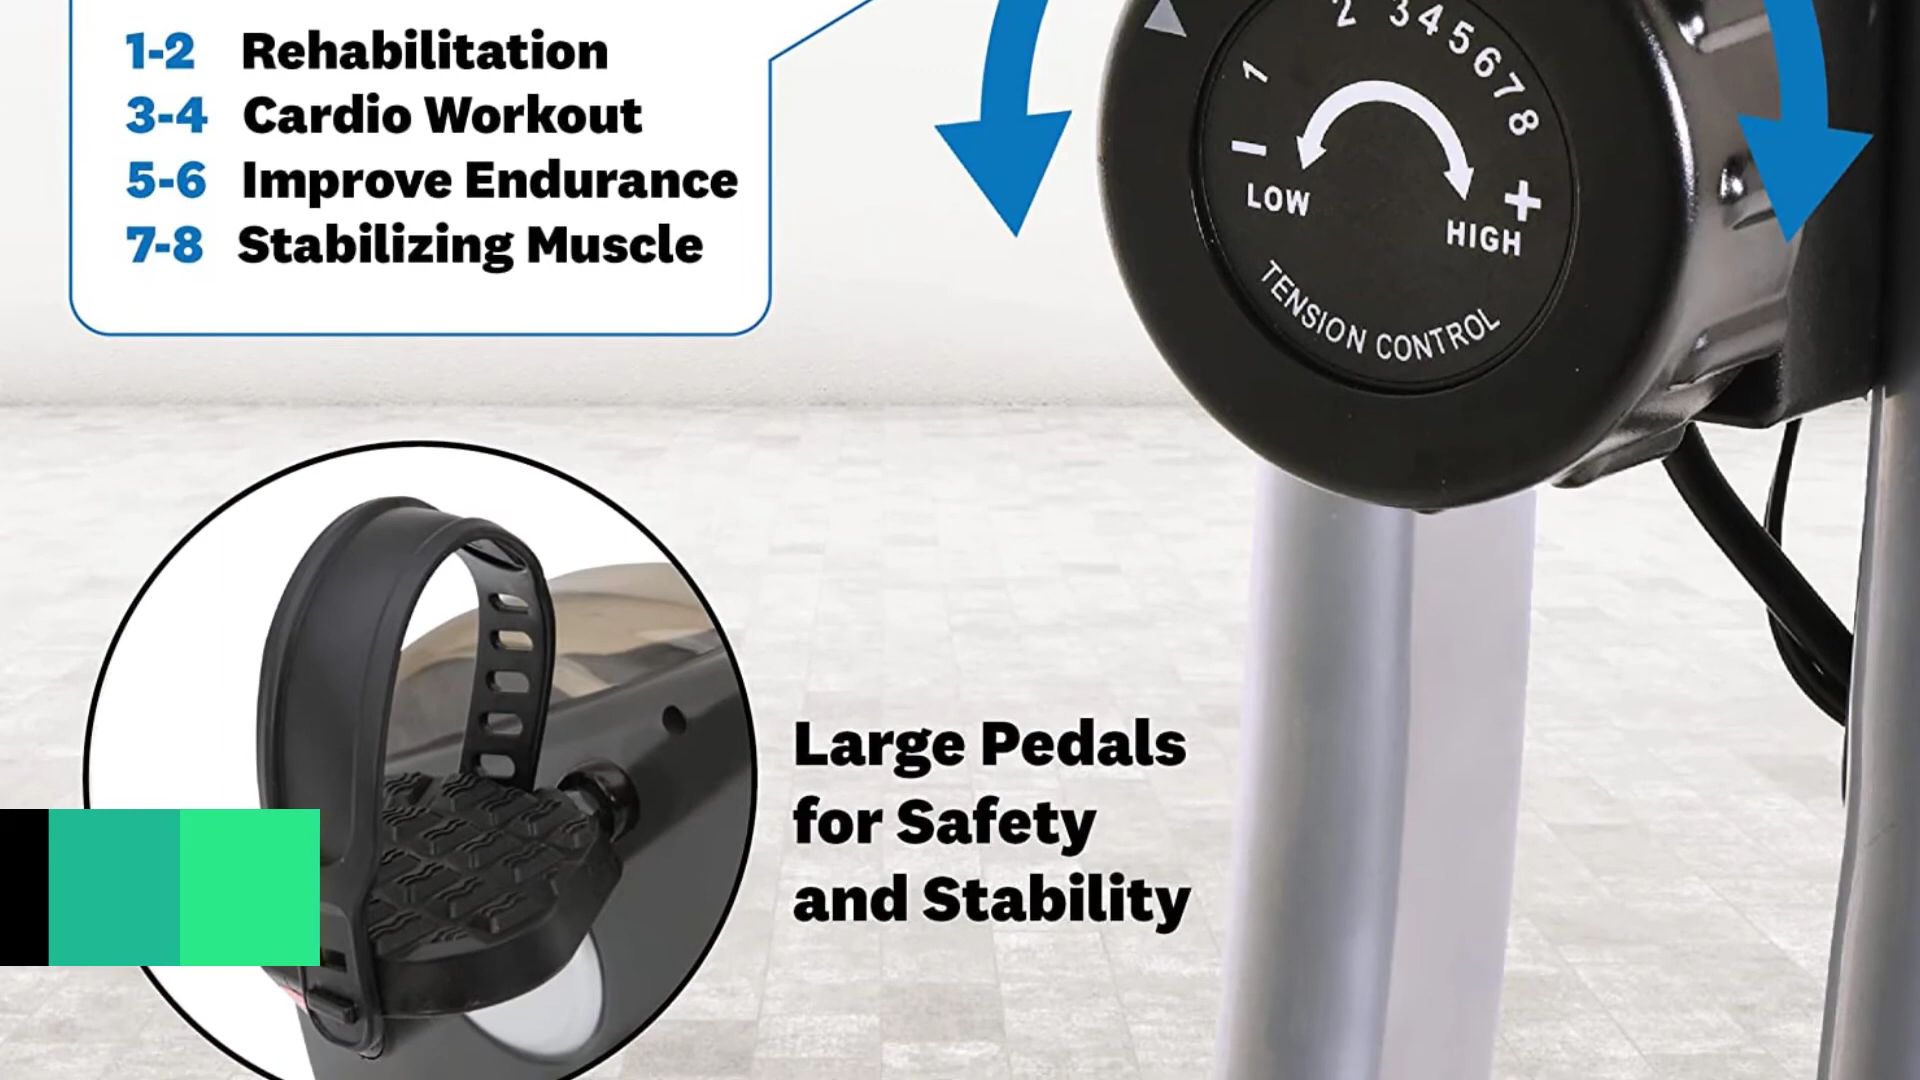 1-2 Rehabilitation
3-4 Cardio Workout
5-6 Improve Endurance
7-8 Stabilizing Muscle
1 2 3 4 5 6 7 8
− +
LOW HIGH
TENSION CONTROL
Large Pedals
for Safety
and Stability